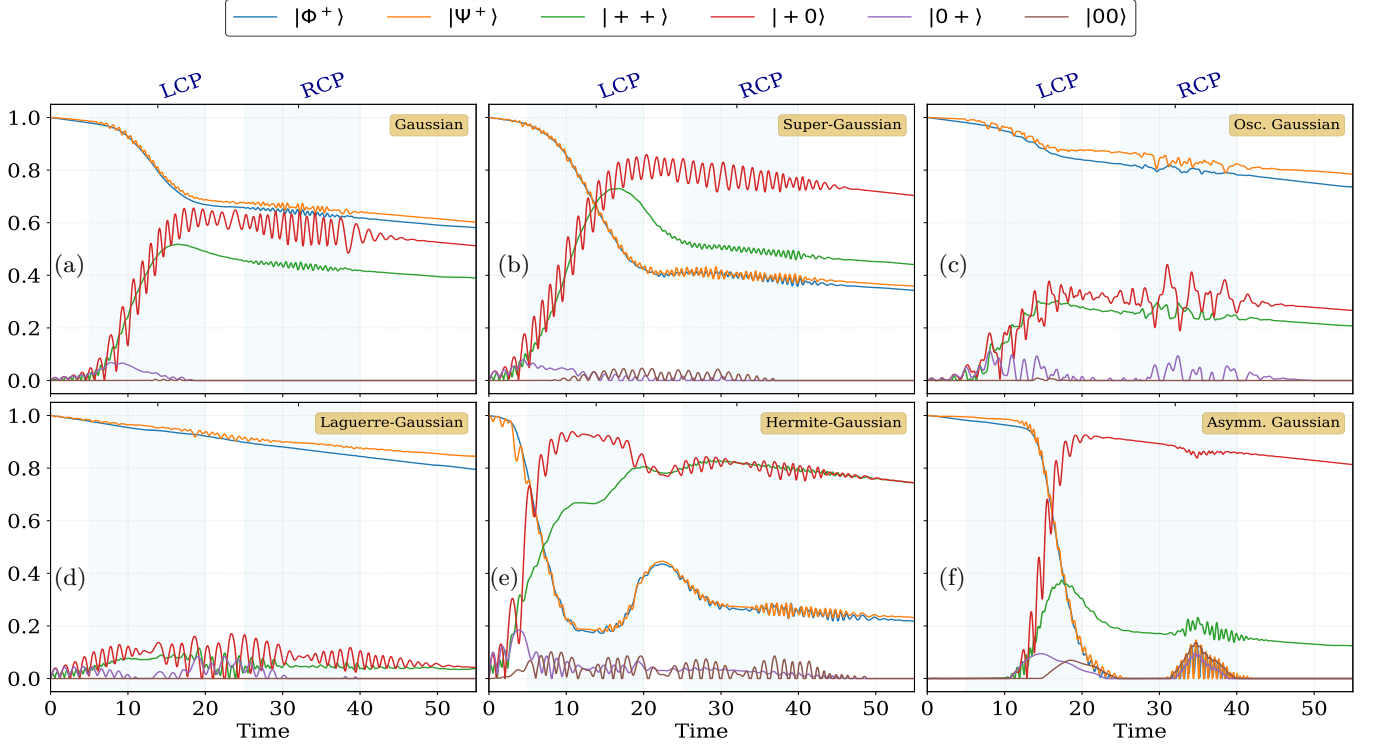 |Φ⁺⟩ |Ψ⁺⟩ |++⟩ |+0⟩ |0+⟩ |00⟩
LCP RCP LCP RCP LCP RCP
1.0 Gaussian Super-Gaussian Osc. Gaussian
0.8
0.6
(a) (b) (c)
0.4
0.2
0.0
1.0 Laguerre-Gaussian Hermite-Gaussian Asymm. Gaussian
0.8
0.6
(d) (e) (f)
0.4
0.2
0.0
0 10 20 30 40 50 0 10 20 30 40 50 0 10 20 30 40 50
Time Time Time